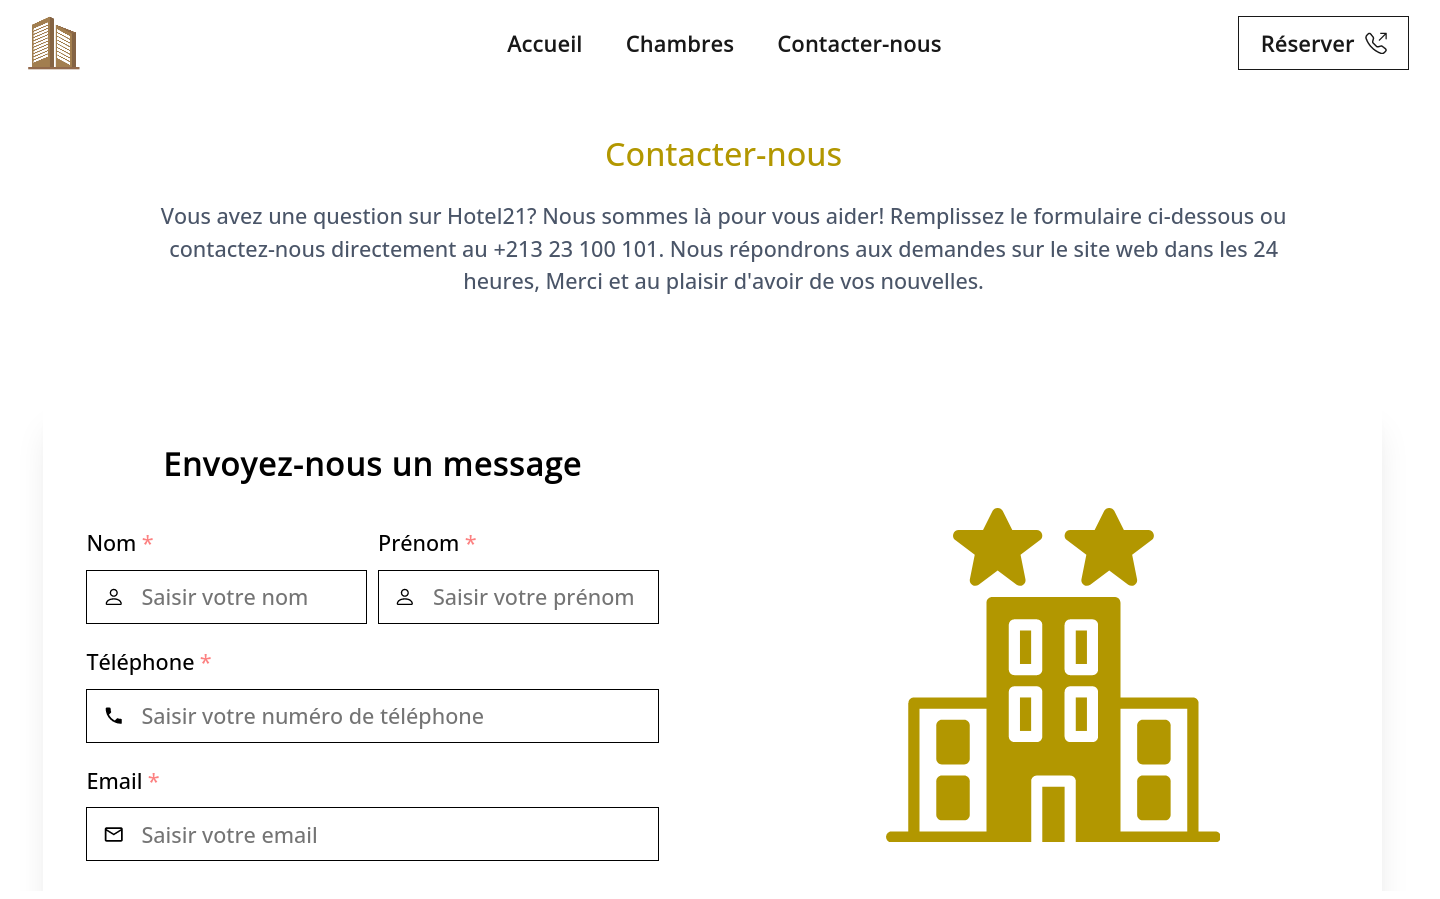 Accueil
Chambres
Contacter-nous
Réserver
Contacter-nous
Vous avez une question sur Hotel21? Nous sommes là pour vous aider! Remplissez le formulaire ci-dessous ou
contactez-nous directement au +213 23 100 101. Nous répondrons aux demandes sur le site web dans les 24
heures, Merci et au plaisir d'avoir de vos nouvelles.
Envoyez-nous un message
Nom *
Prénom *
Saisir votre nom
Saisir votre prénom
Téléphone *
Saisir votre numéro de téléphone
Email *
Saisir votre email